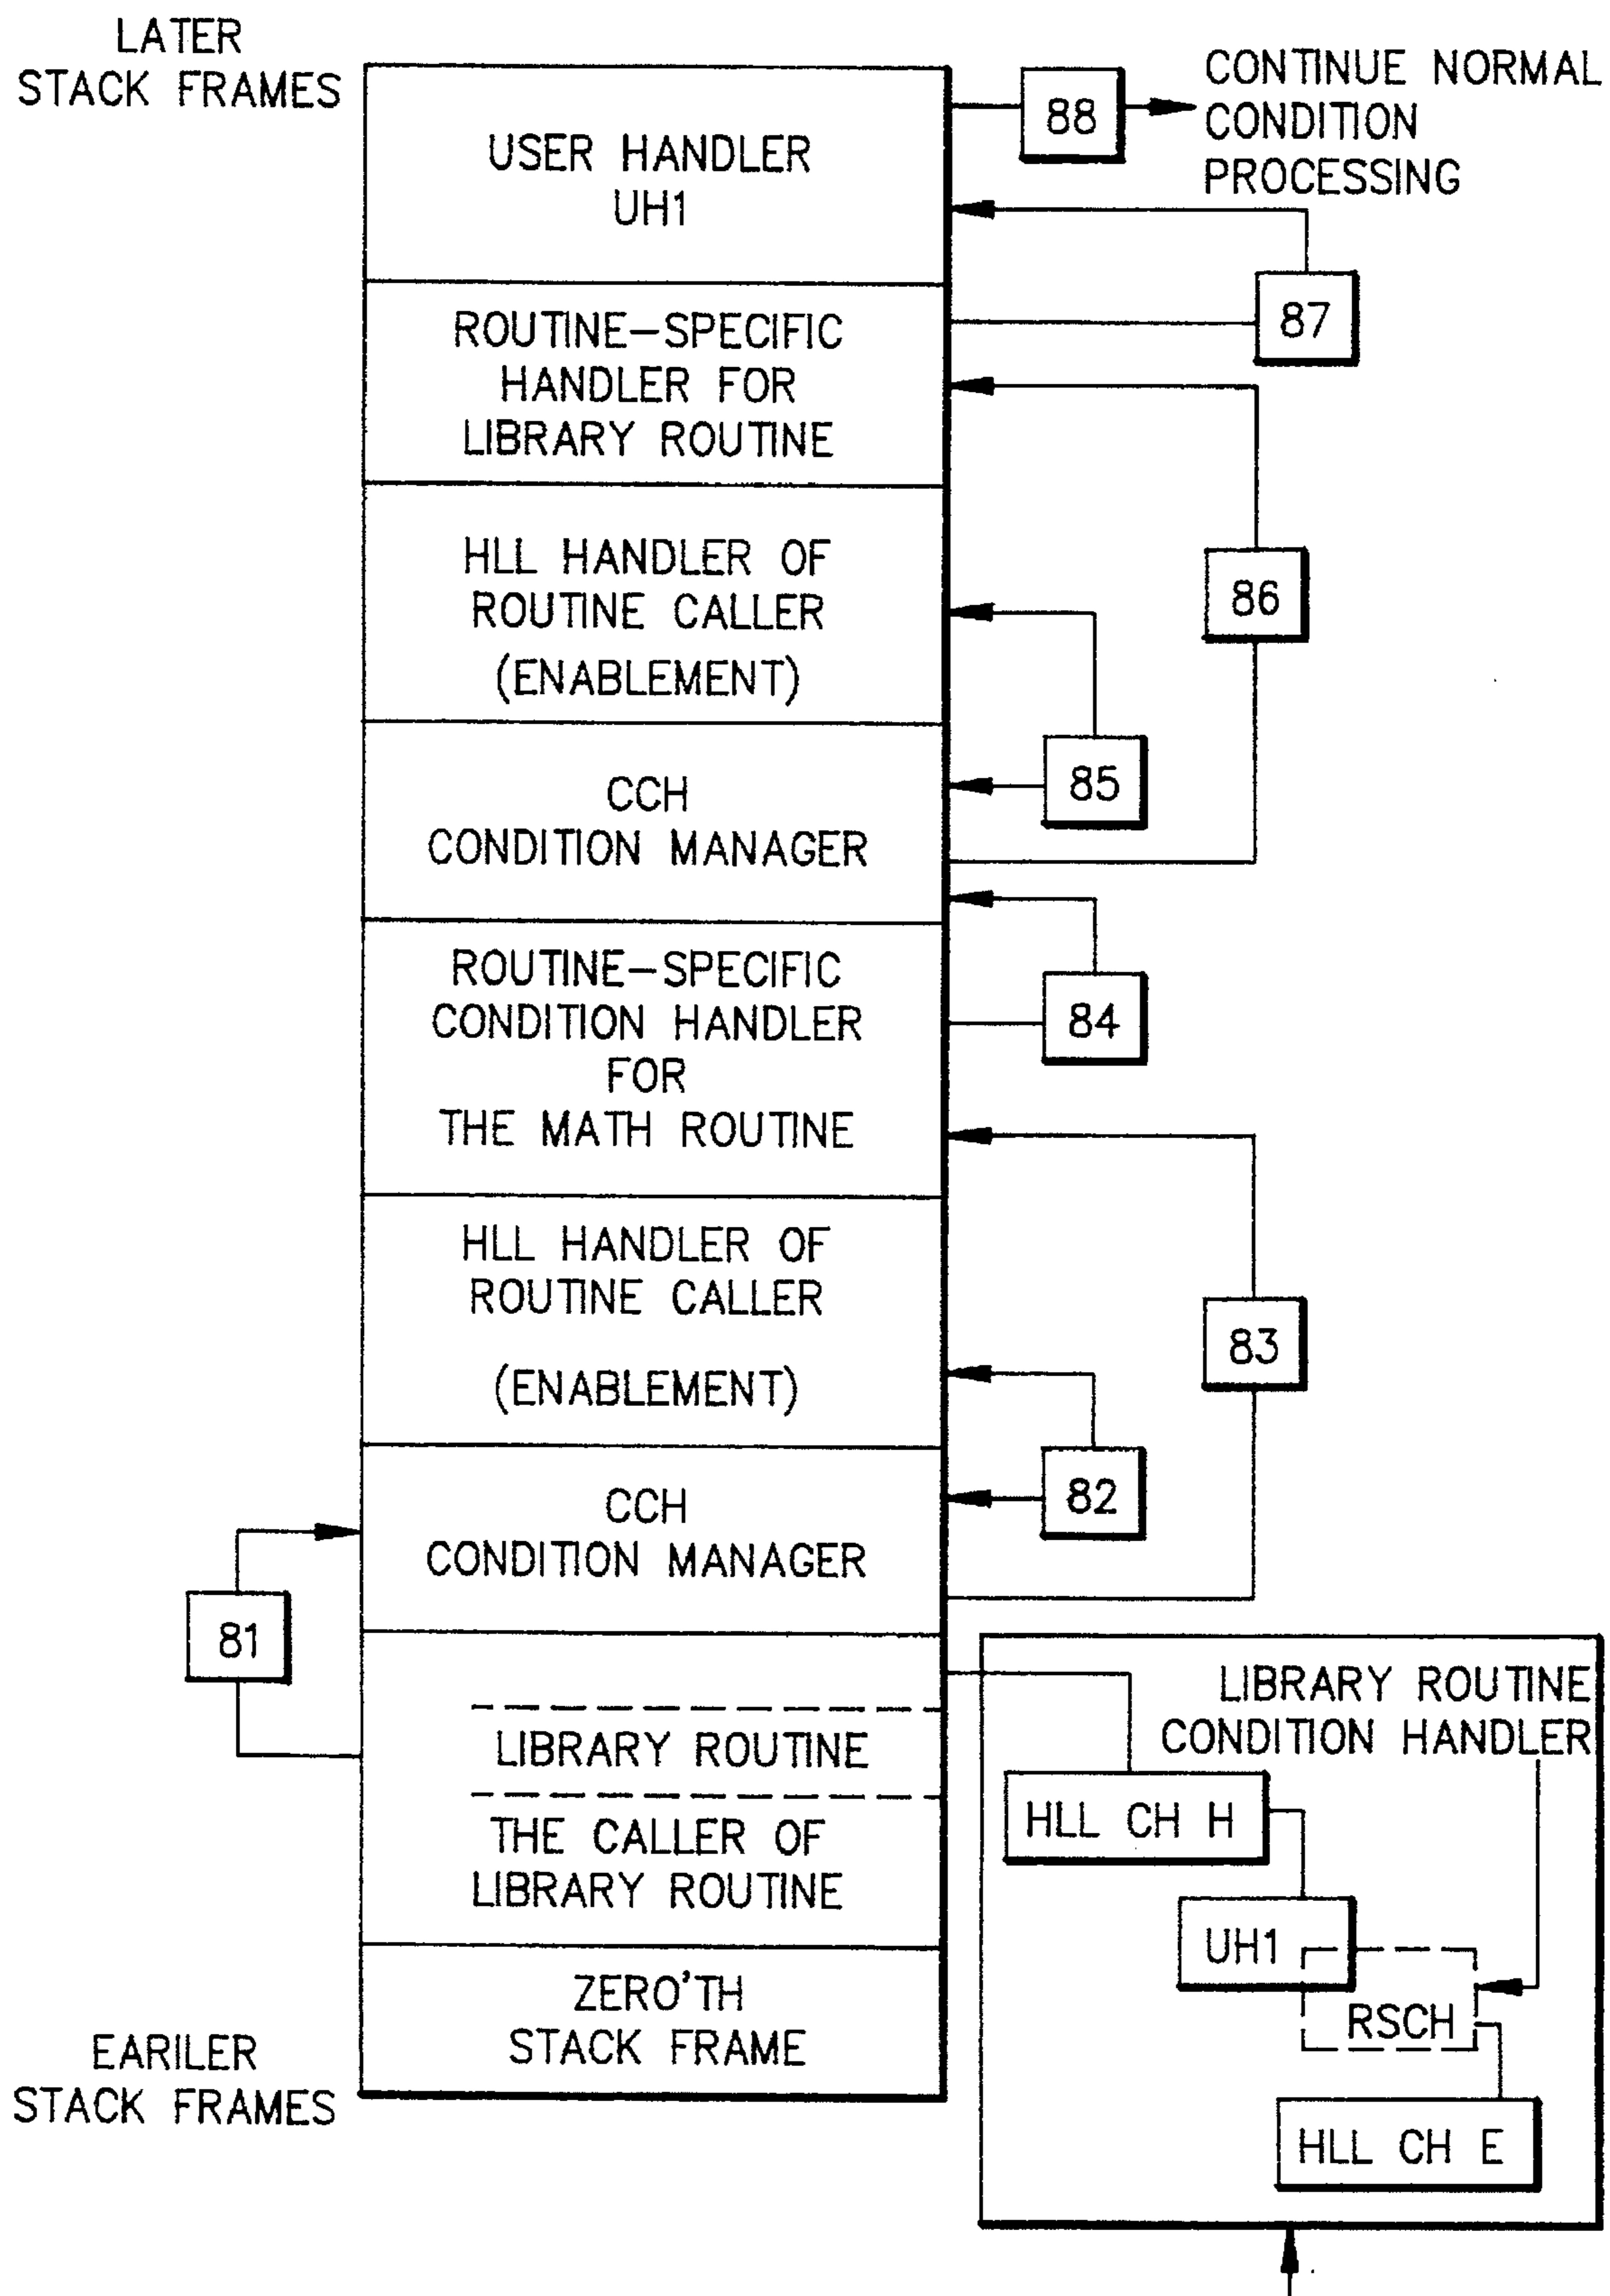 LATER
STACK FRAMES
USER HANDLER
UH1
88
CONTINUE NORMAL
CONDITION
PROCESSING
87
ROUTINE-SPECIFIC
HANDLER FOR
LIBRARY ROUTINE
HLL HANDLER OF
ROUTINE CALLER
(ENABLEMENT)
86
85
CCH
CONDITION MANAGER
ROUTINE-SPECIFIC
CONDITION HANDLER
FOR
THE MATH ROUTINE
84
HLL HANDLER OF
ROUTINE CALLER
(ENABLEMENT)
83
82
CCH
CONDITION MANAGER
81
LIBRARY ROUTINE
THE CALLER OF
LIBRARY ROUTINE
LIBRARY ROUTINE
CONDITION HANDLER
HLL CH H
UH1
RSCH
HLL CH E
ZERO'TH
STACK FRAME
EARILER
STACK FRAMES